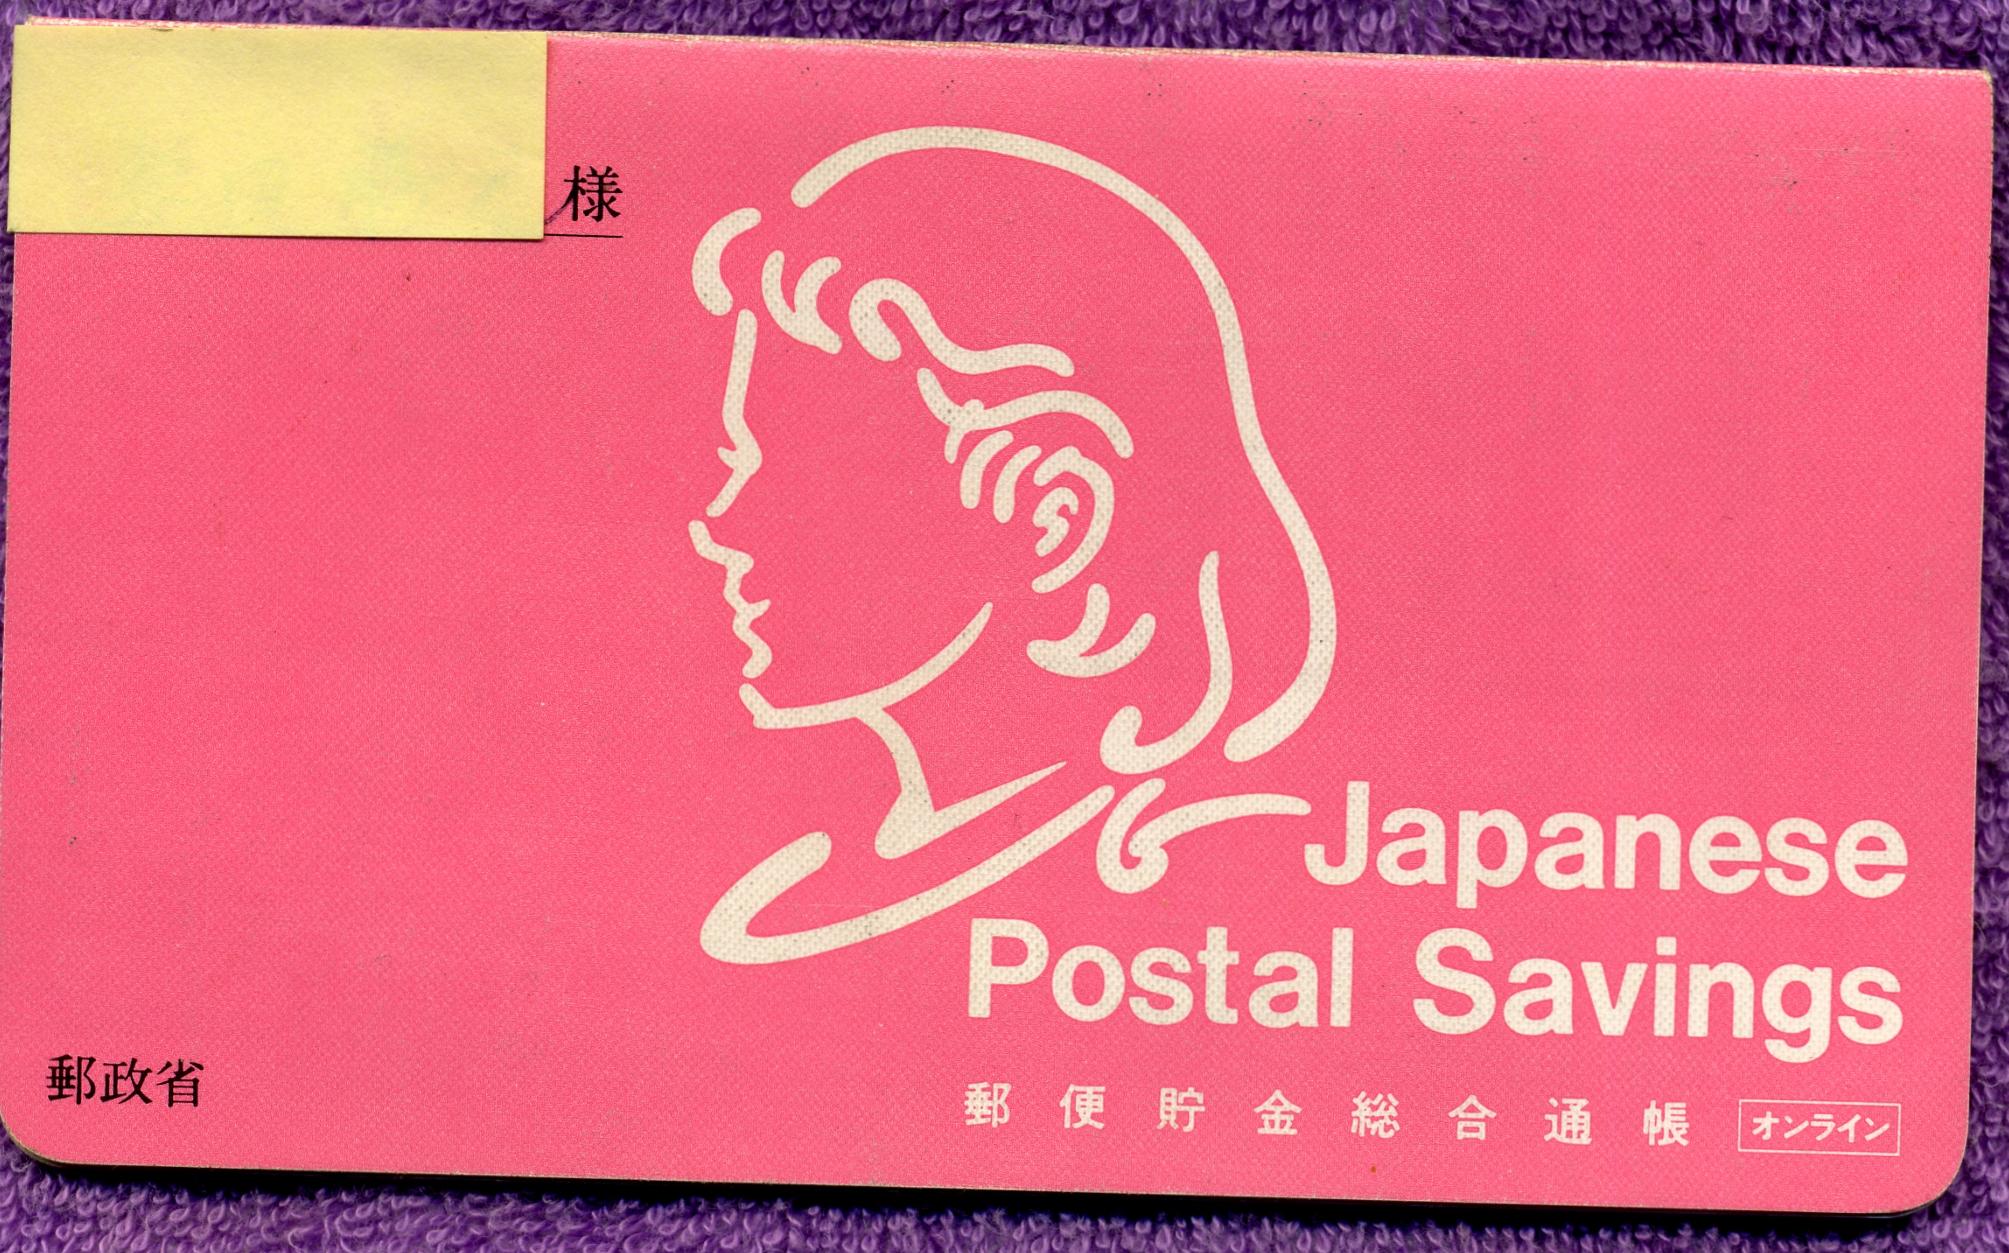 様
Japanese
Postal Savings
郵便貯金総合通帳 オンライン
郵政省